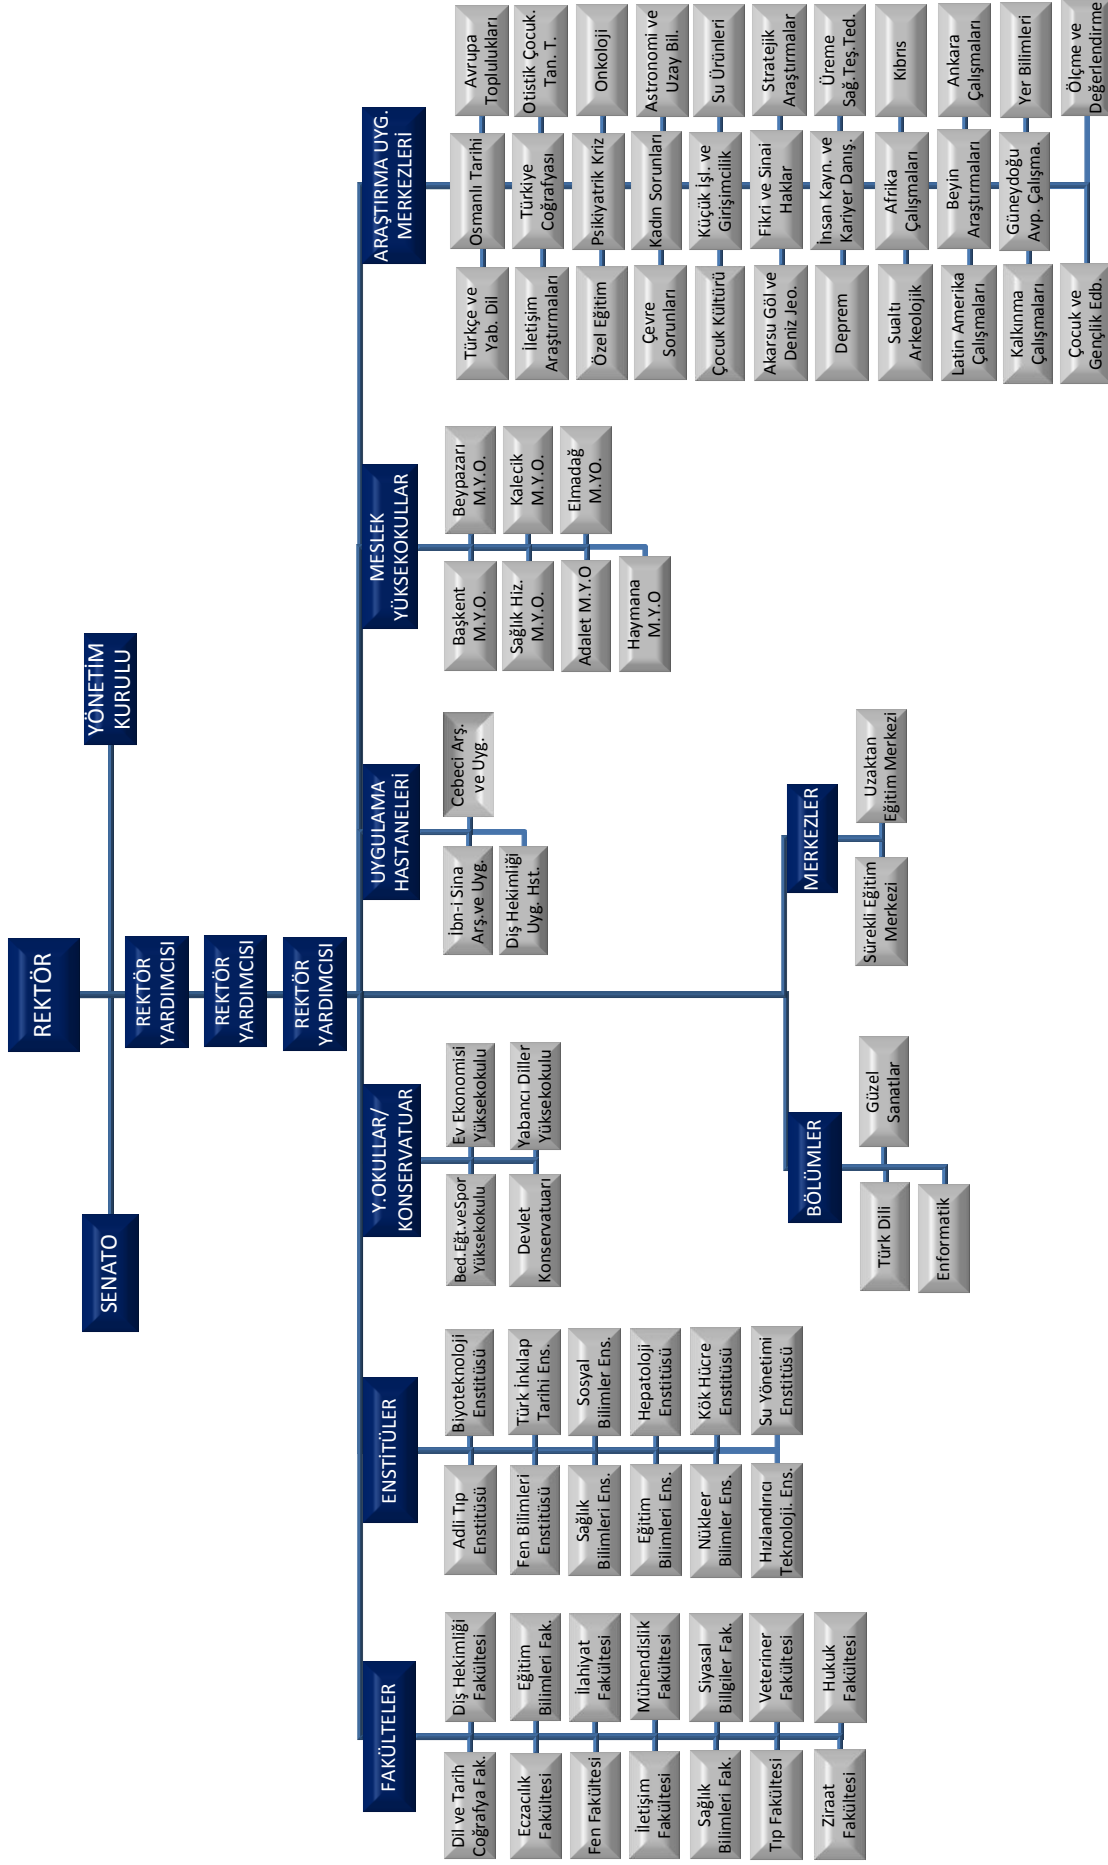 REKTÖR
SENATO
YÖNETİM
KURULU
REKTÖR
YARDIMCISI
REKTÖR
YARDIMCISI
REKTÖR
YARDIMCISI
FAKÜLTELER
Dil ve Tarih
Coğrafya Fak.
Diş Hekimliği
Fakültesi
Eczacılık
Fakültesi
Eğitim
Bilimleri Fak.
Fen Fakültesi
İlahiyat
Fakültesi
İletişim
Fakültesi
Mühendislik
Fakültesi
Sağlık
Bilimleri Fak.
Siyasal
Billgiler Fak.
Tıp Fakültesi
Veteriner
Fakültesi
Ziraat
Fakültesi
Hukuk
Fakültesi
ENSTİTÜLER
Adli Tıp
Enstitüsü
Biyoteknoloji
Enstitüsü
Fen Bilimleri
Enstitüsü
Türk İnkılap
Tarihi Ens.
Sağlık
Bilimleri Ens.
Sosyal
Bilimler Ens.
Eğitim
Bilimleri Ens.
Hepatoloji
Enstitüsü
Nükleer
Bilimler Ens.
Kök Hücre
Enstitüsü
Hızlandırıcı
Teknoloji. Ens.
Su Yönetimi
Enstitüsü
Y.OKULLAR/
KONSERVATUAR
Bed.Eğt.veSpor
Yüksekokulu
Ev Ekonomisi
Yüksekokulu
Devlet
Konservatuarı
Yabancı Diller
Yüksekokulu
UYGULAMA
HASTANELERİ
İbn-i Sina
Arş.ve Uyg.
Cebeci Arş.
ve Uyg.
Diş Hekimliği
Uyg. Hst.
MESLEK
YÜKSEKOKULLAR
Başkent
M.Y.O.
Beypazarı
M.Y.O.
Sağlık Hiz.
M.Y.O.
Kalecik
M.Y.O.
Adalet M.Y.O
Elmadağ
M.YO.
Haymana
M.Y.O
ARAŞTIRMA UYG.
MERKEZLERİ
Türkçe ve
Yab. Dil
Osmanlı Tarihi
Avrupa
Toplulukları
İletişim
Araştırmaları
Türkiye
Coğrafyası
Otistik Çocuk.
Tan. T.
Özel Eğitim
Psikiyatrik Kriz
Onkoloji
Çevre
Sorunları
Kadın Sorunları
Astronomi ve
Uzay Bil.
Çocuk Kültürü
Küçük İşl. ve
Girişimcilik
Su Ürünleri
Akarsu Göl ve
Deniz Jeo.
Fikri ve Sinai
Haklar
Stratejik
Araştırmalar
Deprem
İnsan Kayn. ve
Kariyer Danış.
Üreme
Sağ.Teş.Ted.
Sualtı
Arkeolojik
Afrika
Çalışmaları
Kıbrıs
Latin Amerika
Çalışmaları
Beyin
Araştırmaları
Ankara
Çalışmaları
Kalkınma
Çalışmaları
Güneydoğu
Avp. Çalışma.
Yer Bilimleri
Çocuk ve
Gençlik Edb.
Ölçme ve
Değerlendirme
BÖLÜMLER
Türk Dili
Güzel
Sanatlar
Enformatik
MERKEZLER
Sürekli Eğitim
Merkezi
Uzaktan
Eğitim Merkezi